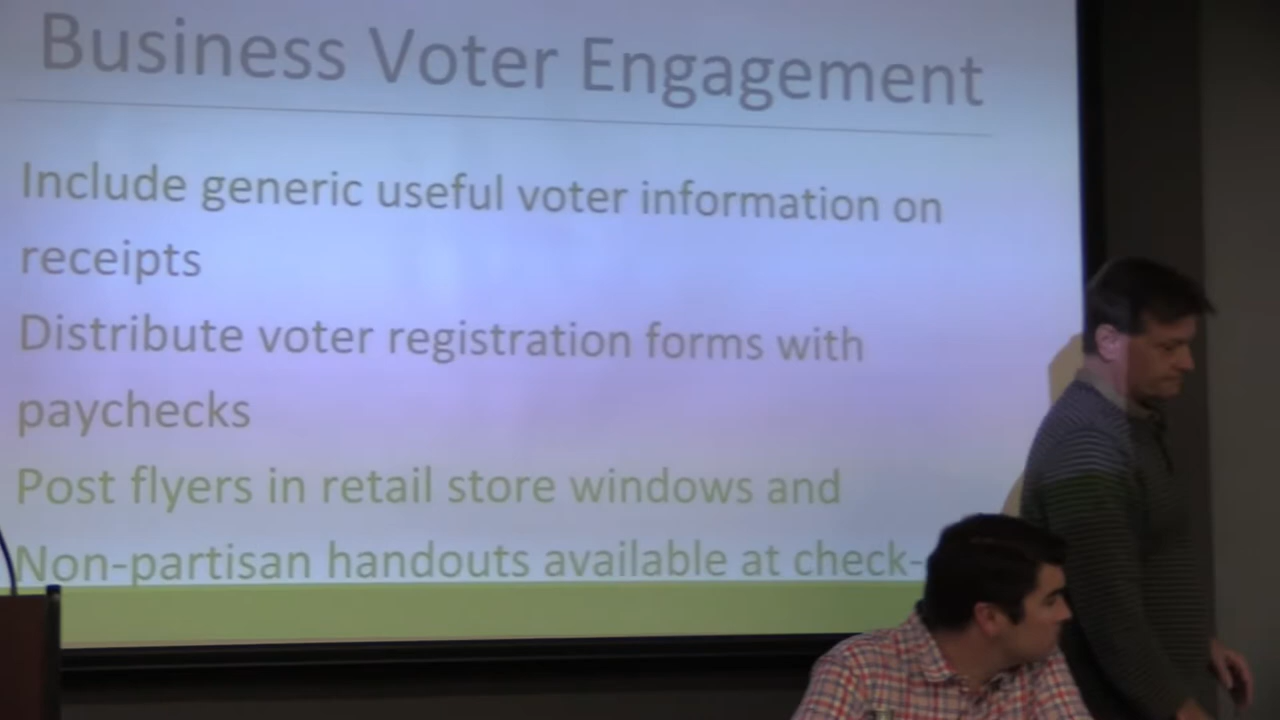 Business Voter Engagement
Include generic useful voter information on
receipts
Distribute voter registration forms with
paychecks
Post flyers in retail store windows and
Non-partisan handouts available at check-